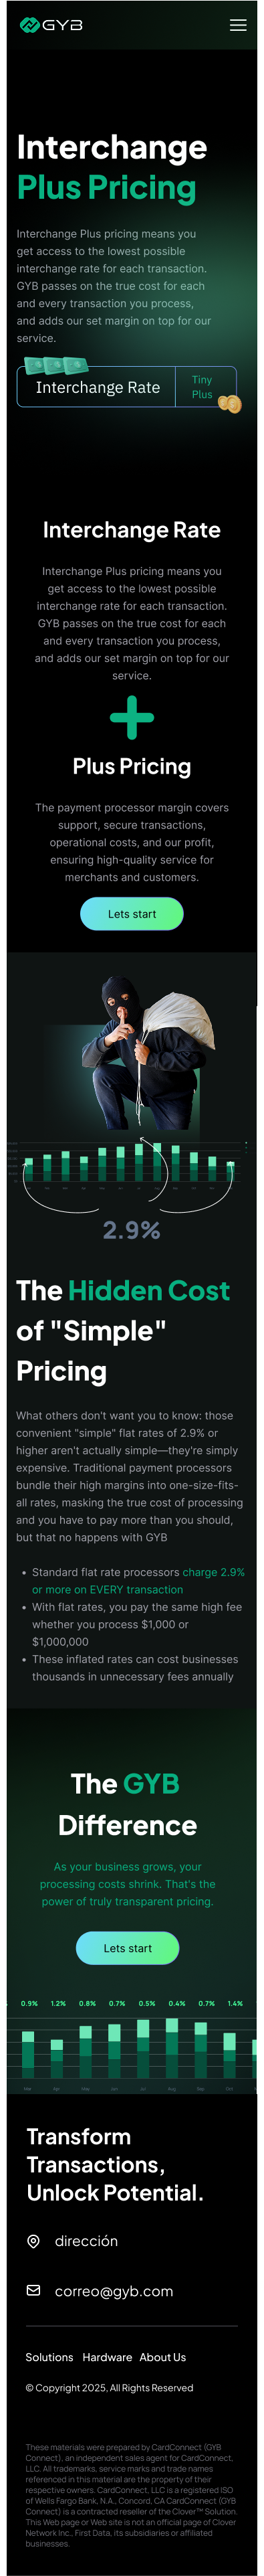 GYB
Interchange
Plus Pricing
Interchange Plus pricing means you
get access to the lowest possible
interchange rate for each transaction.
GYB passes on the true cost for each
and every transaction you process,
and adds our set margin on top for our
service.
Interchange Rate
Tiny
Plus
Interchange Rate
Interchange Plus pricing means you
get access to the lowest possible
interchange rate for each transaction.
GYB passes on the true cost for each
and every transaction you process,
and adds our set margin on top for our
service.
Plus Pricing
The payment processor margin covers
support, secure transactions,
operational costs, and our profit,
ensuring high-quality service for
merchants and customers.
Lets start
2.9%
The Hidden Cost
of "Simple"
Pricing
What others don't want you to know: those
convenient "simple" flat rates of 2.9% or
higher aren't actually simple—they're simply
expensive. Traditional payment processors
bundle their high margins into one-size-fits-
all rates, masking the true cost of processing
and you have to pay more than you should,
but that no happens with GYB
• Standard flat rate processors charge 2.9%
or more on EVERY transaction
• With flat rates, you pay the same high fee
whether you process $1,000 or
$1,000,000
• These inflated rates can cost businesses
thousands in unnecessary fees annually
The GYB
Difference
As your business grows, your
processing costs shrink. That's the
power of truly transparent pricing.
Lets start
0.9% 1.2% 0.8% 0.7% 0.5% 0.4% 0.7% 1.4%
Mar Apr May Jun Jul Aug Sep Oct
Transform
Transactions,
Unlock Potential.
dirección
correo@gyb.com
Solutions Hardware About Us
© Copyright 2025, All Rights Reserved
These materials were prepared by CardConnect (GYB
Connect), an independent sales agent for CardConnect,
LLC. All trademarks, service marks and trade names
referenced in this material are the property of their
respective owners. CardConnect, LLC is a registered ISO
of Wells Fargo Bank, N.A., Concord, CA CardConnect (GYB
Connect) is a contracted reseller of the Clover™ Solution.
This Web page or Web site is not an official page of Clover
Network Inc., First Data, its subsidiaries or affiliated
businesses.